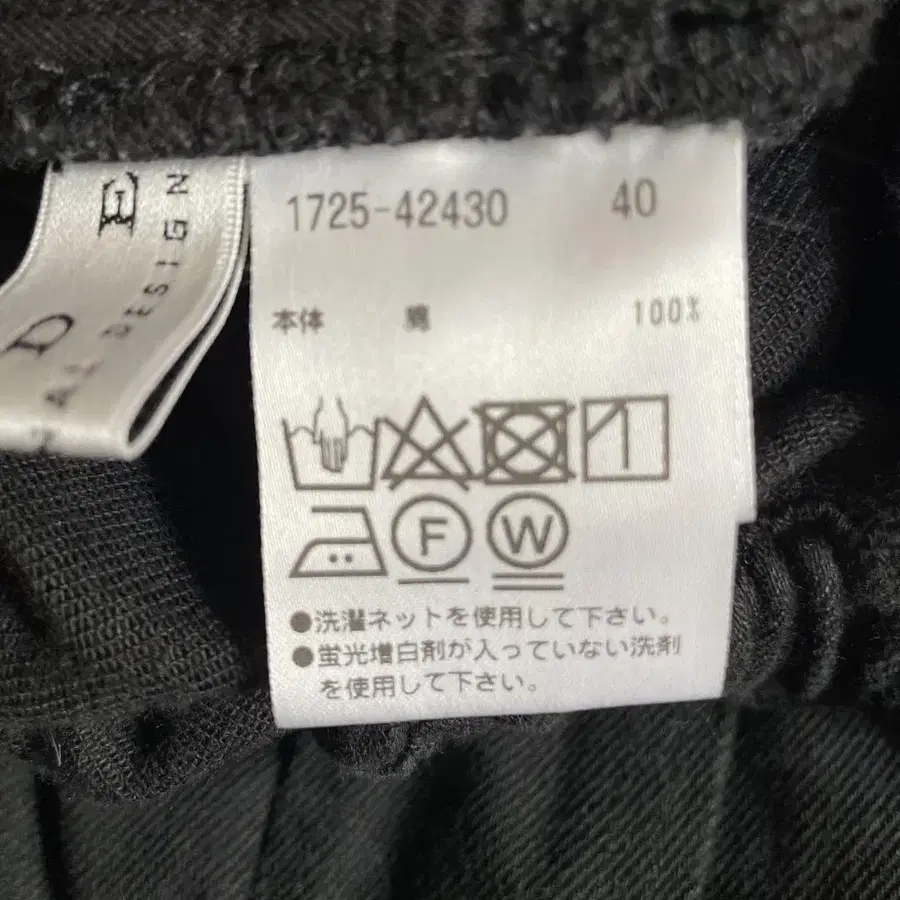 1725-42430 40
本体 綿 100%
F W
●洗濯ネットを使用して下さい。
●蛍光増白剤が入っていない洗剤
を使用して下さい。
E
D
AL DESIGN